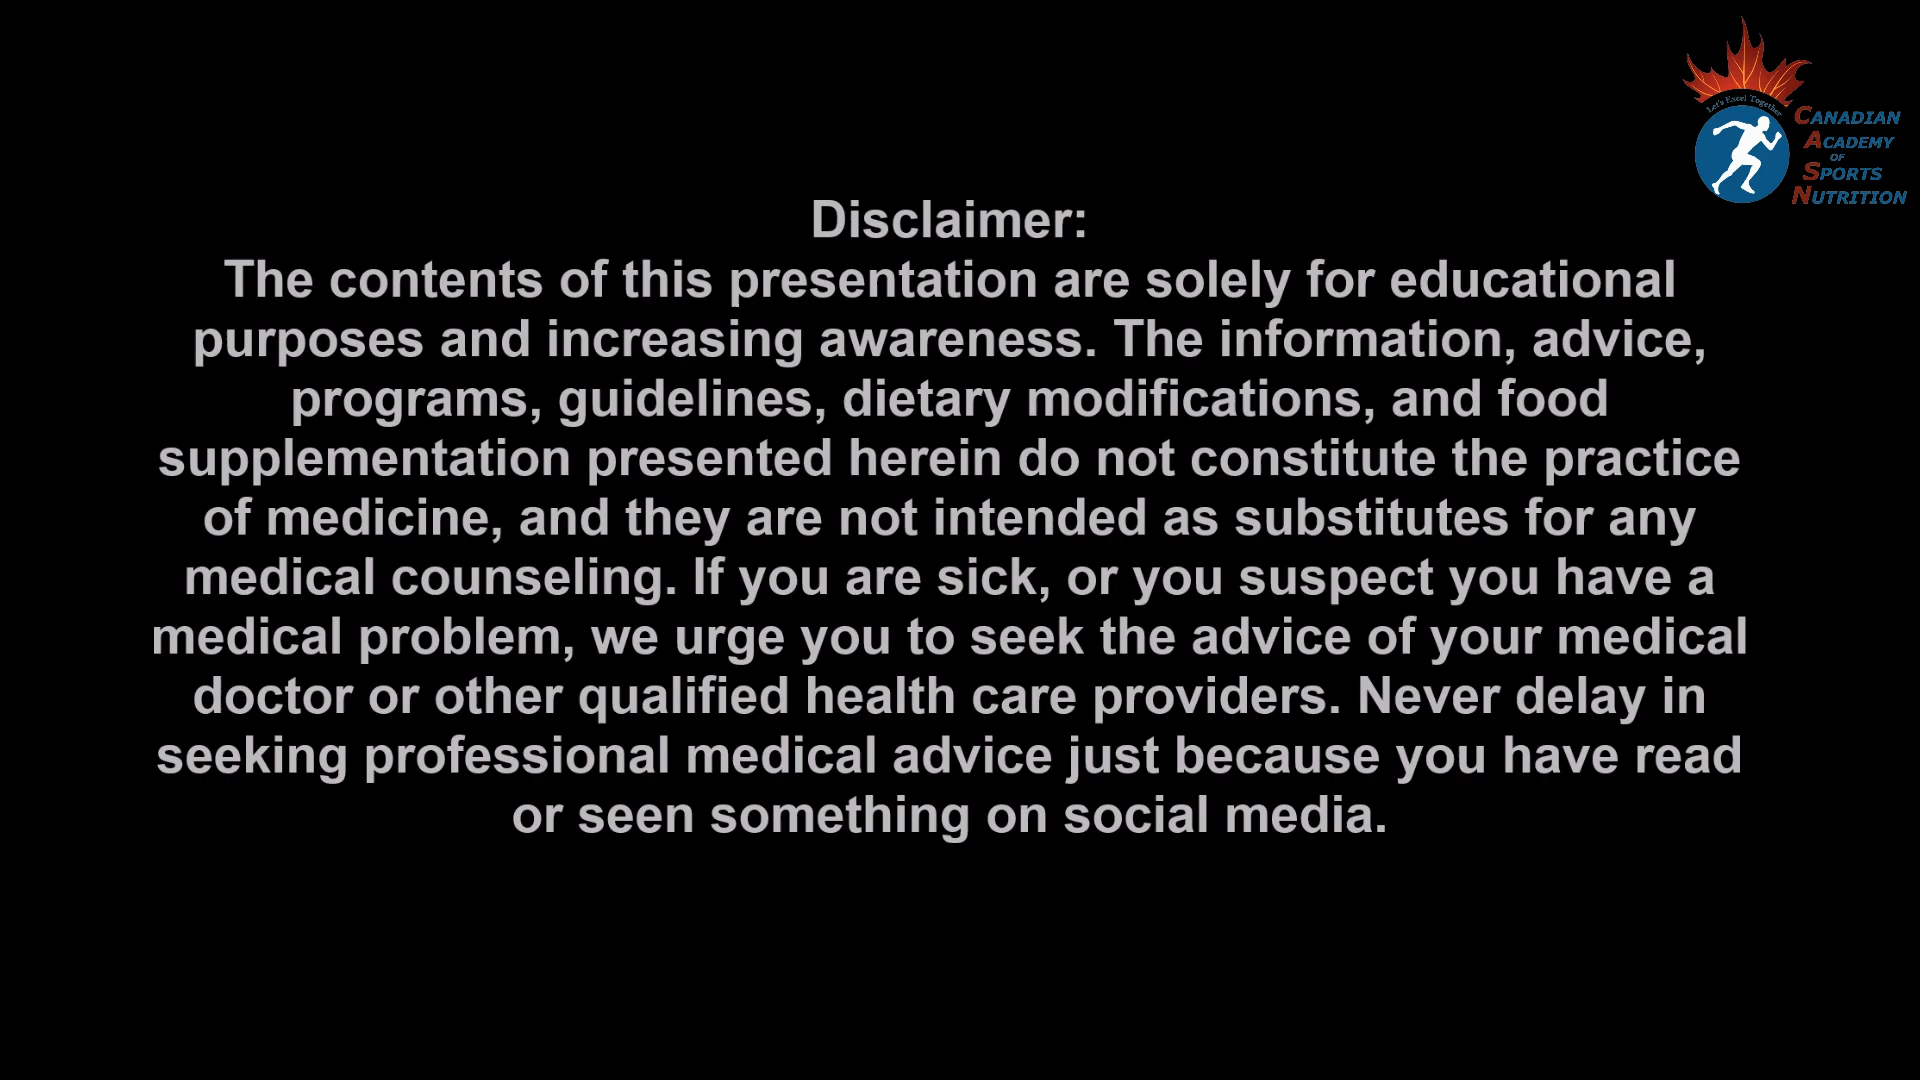 Let's Excel Together
CANADIAN
ACADEMY
OF
SPORTS
NUTRITION
Disclaimer:
The contents of this presentation are solely for educational
purposes and increasing awareness. The information, advice,
programs, guidelines, dietary modifications, and food
supplementation presented herein do not constitute the practice
of medicine, and they are not intended as substitutes for any
medical counseling. If you are sick, or you suspect you have a
medical problem, we urge you to seek the advice of your medical
doctor or other qualified health care providers. Never delay in
seeking professional medical advice just because you have read
or seen something on social media.